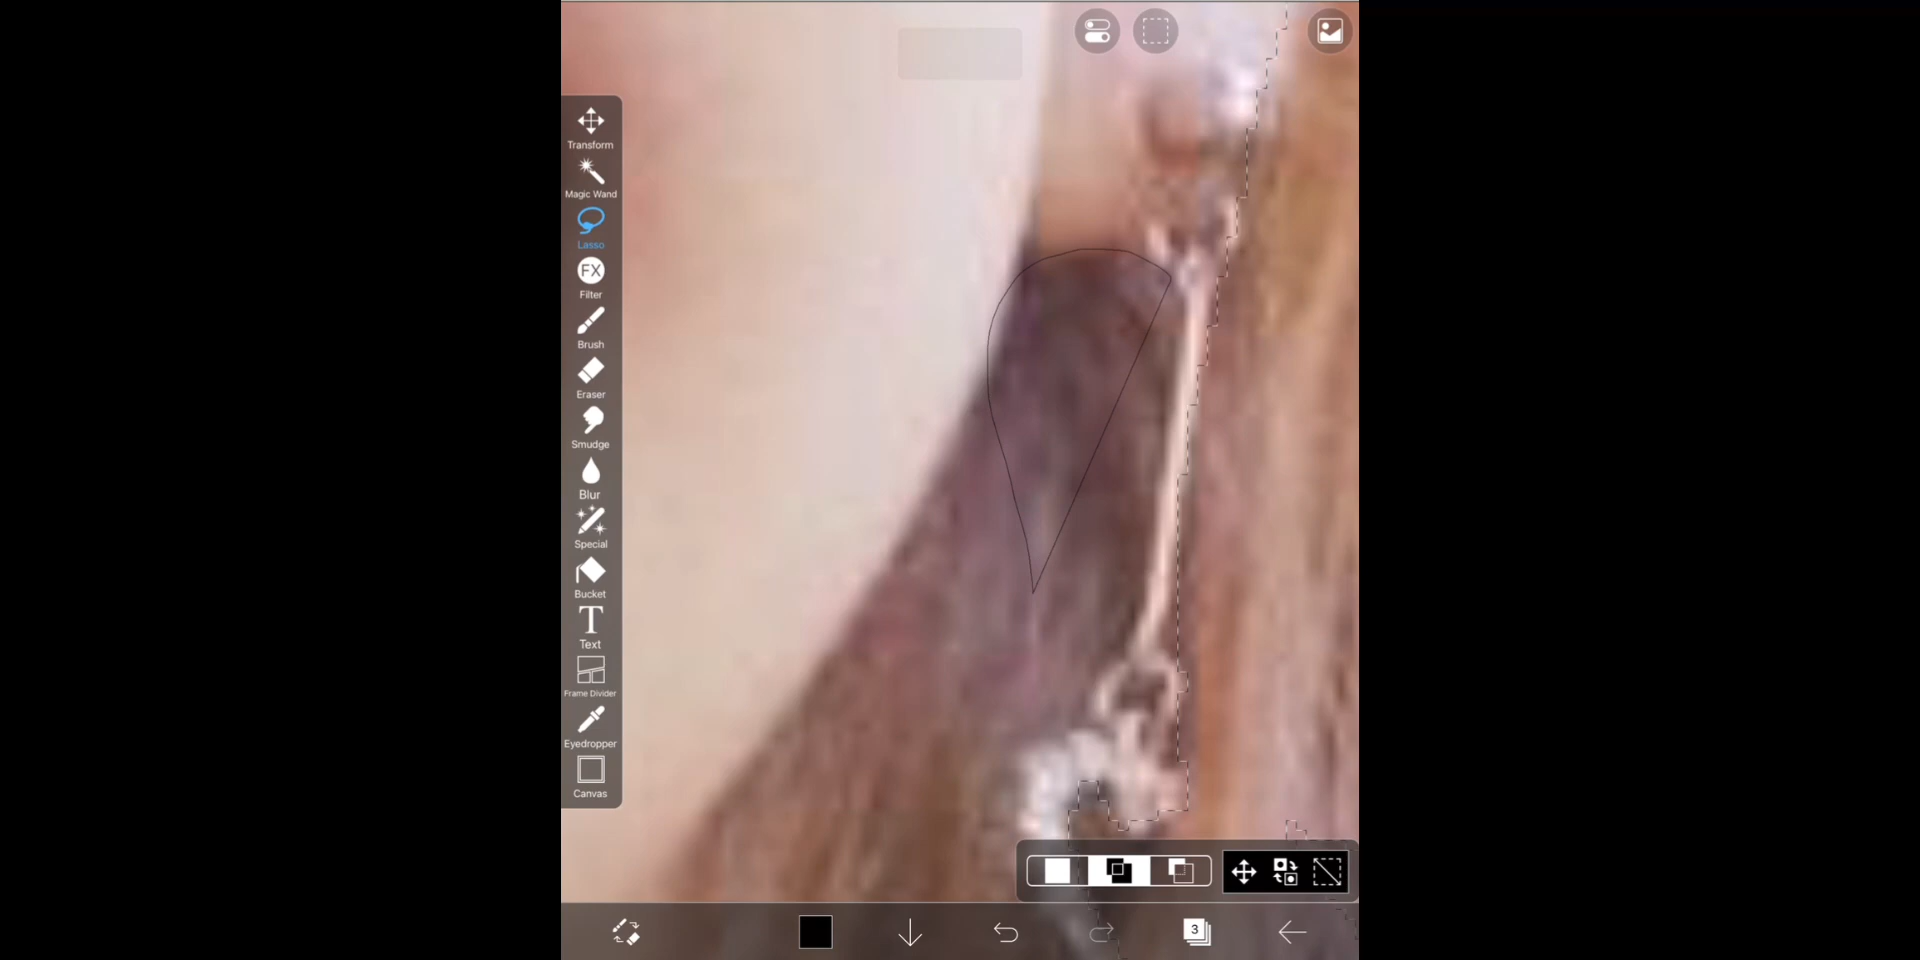 Transform
Magic Wand
Lasso
FX
Filter
Brush
Eraser
Smudge
Blur
Special
Bucket
T
Text
Frame Divider
Eyedropper
Canvas
3